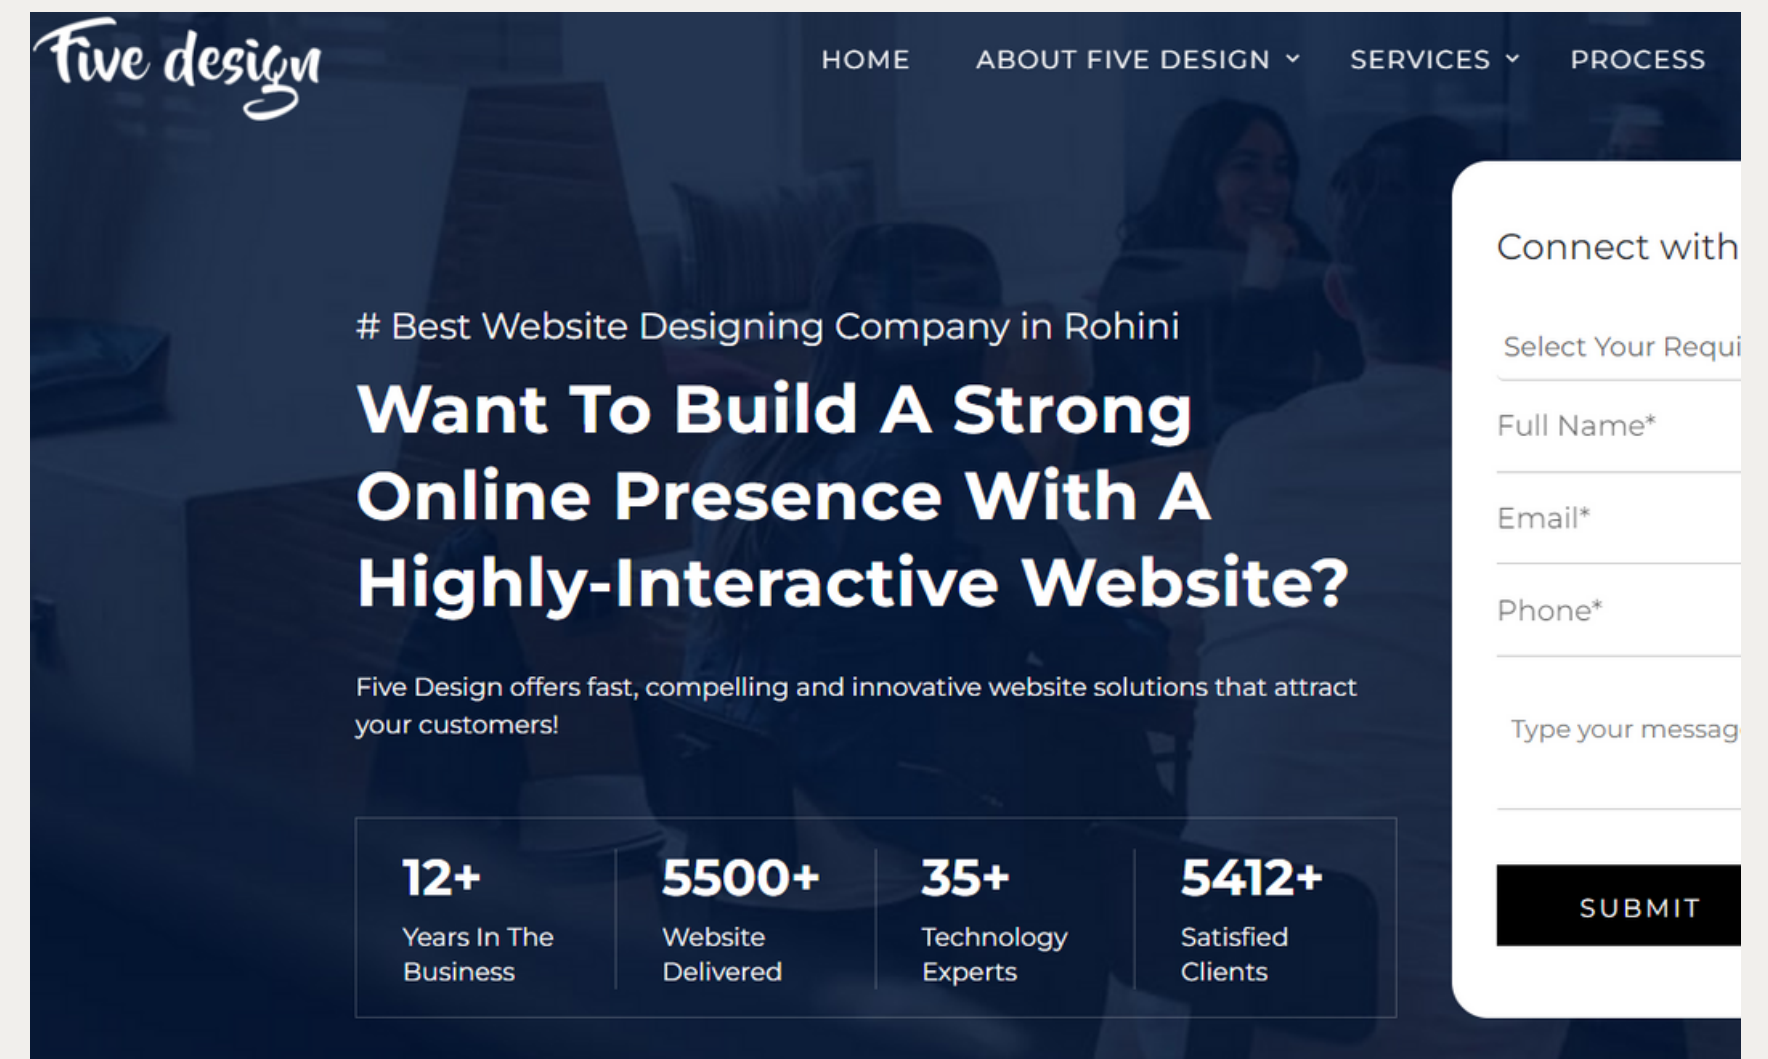 Five design
HOME
ABOUT FIVE DESIGN
SERVICES
PROCESS
# Best Website Designing Company in Rohini
Want To Build A Strong
Online Presence With A
Highly-Interactive Website?
Five Design offers fast, compelling and innovative website solutions that attract
your customers!
12+
Years In The
Business
5500+
Website
Delivered
35+
Technology
Experts
5412+
Satisfied
Clients
Connect with
Select Your Requi
Full Name*
Email*
Phone*
Type your messag
SUBMIT